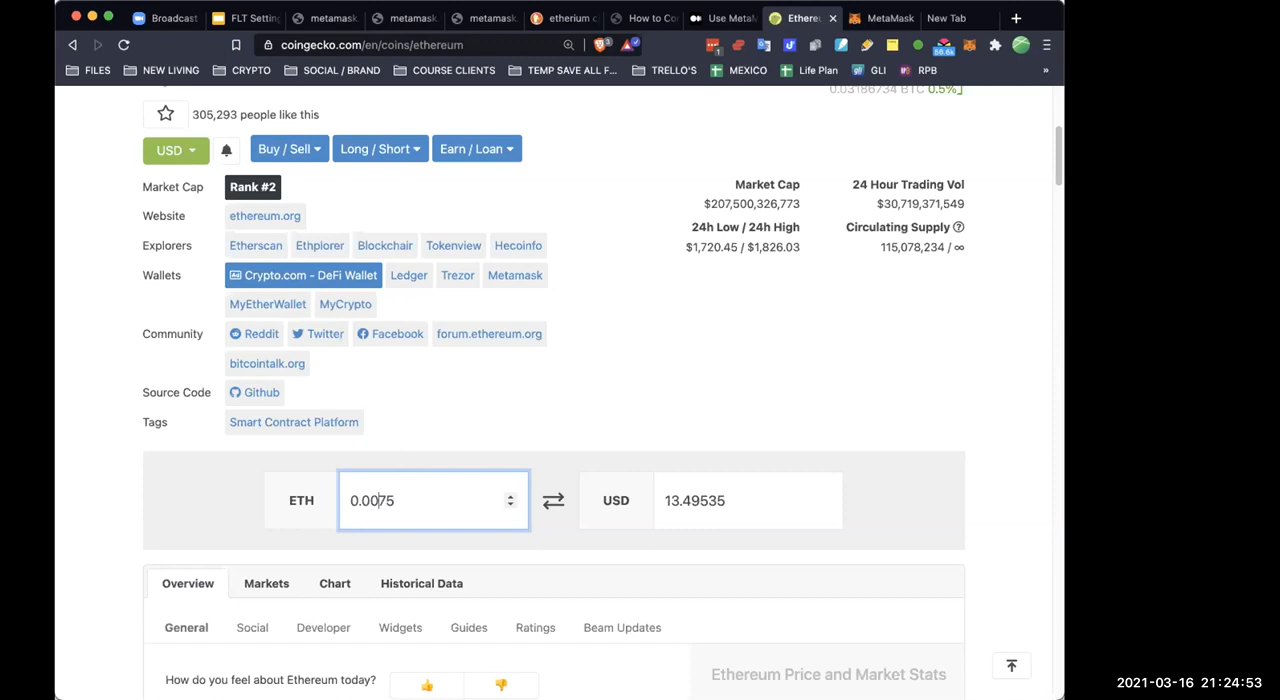 Broadcast FLT Settin metamask metamask metamask etherium c How to Co Use MetaM Ethere MetaMask New Tab
coingecko.com/en/coins/ethereum
FILES NEW LIVING CRYPTO SOCIAL / BRAND COURSE CLIENTS TEMP SAVE ALL F... TRELLO'S MEXICO Life Plan GLI RPB »
0.03186734 BTC 0.5%
305,293 people like this
USD Buy / Sell Long / Short Earn / Loan
Market Cap Rank #2
Website ethereum.org
Explorers Etherscan Ethplorer Blockchair Tokenview Hecoinfo
Wallets Crypto.com - DeFi Wallet Ledger Trezor Metamask
MyEtherWallet MyCrypto
Community Reddit Twitter Facebook forum.ethereum.org
bitcointalk.org
Source Code Github
Tags Smart Contract Platform
Market Cap 24 Hour Trading Vol
$207,500,326,773 $30,719,371,549
24h Low / 24h High Circulating Supply
$1,720.45 / $1,826.03 115,078,234 / ∞
ETH 0.0075 USD 13.49535
Overview Markets Chart Historical Data
General Social Developer Widgets Guides Ratings Beam Updates
How do you feel about Ethereum today? Ethereum Price and Market Stats
2021-03-16 21:24:53